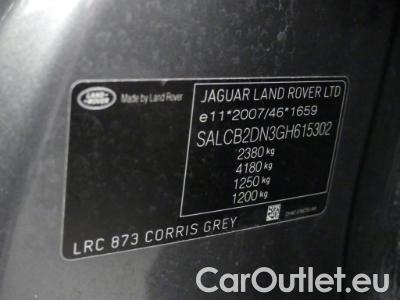 LAND
ROVER
Made by Land Rover
JAGUAR LAND ROVER LTD
e11*2007/46*1659
SALCB2DN3GH615302
2380 kg
4180 kg
1250 kg
1200 kg
LRC 873 CORRIS GREY
CarOutlet.eu